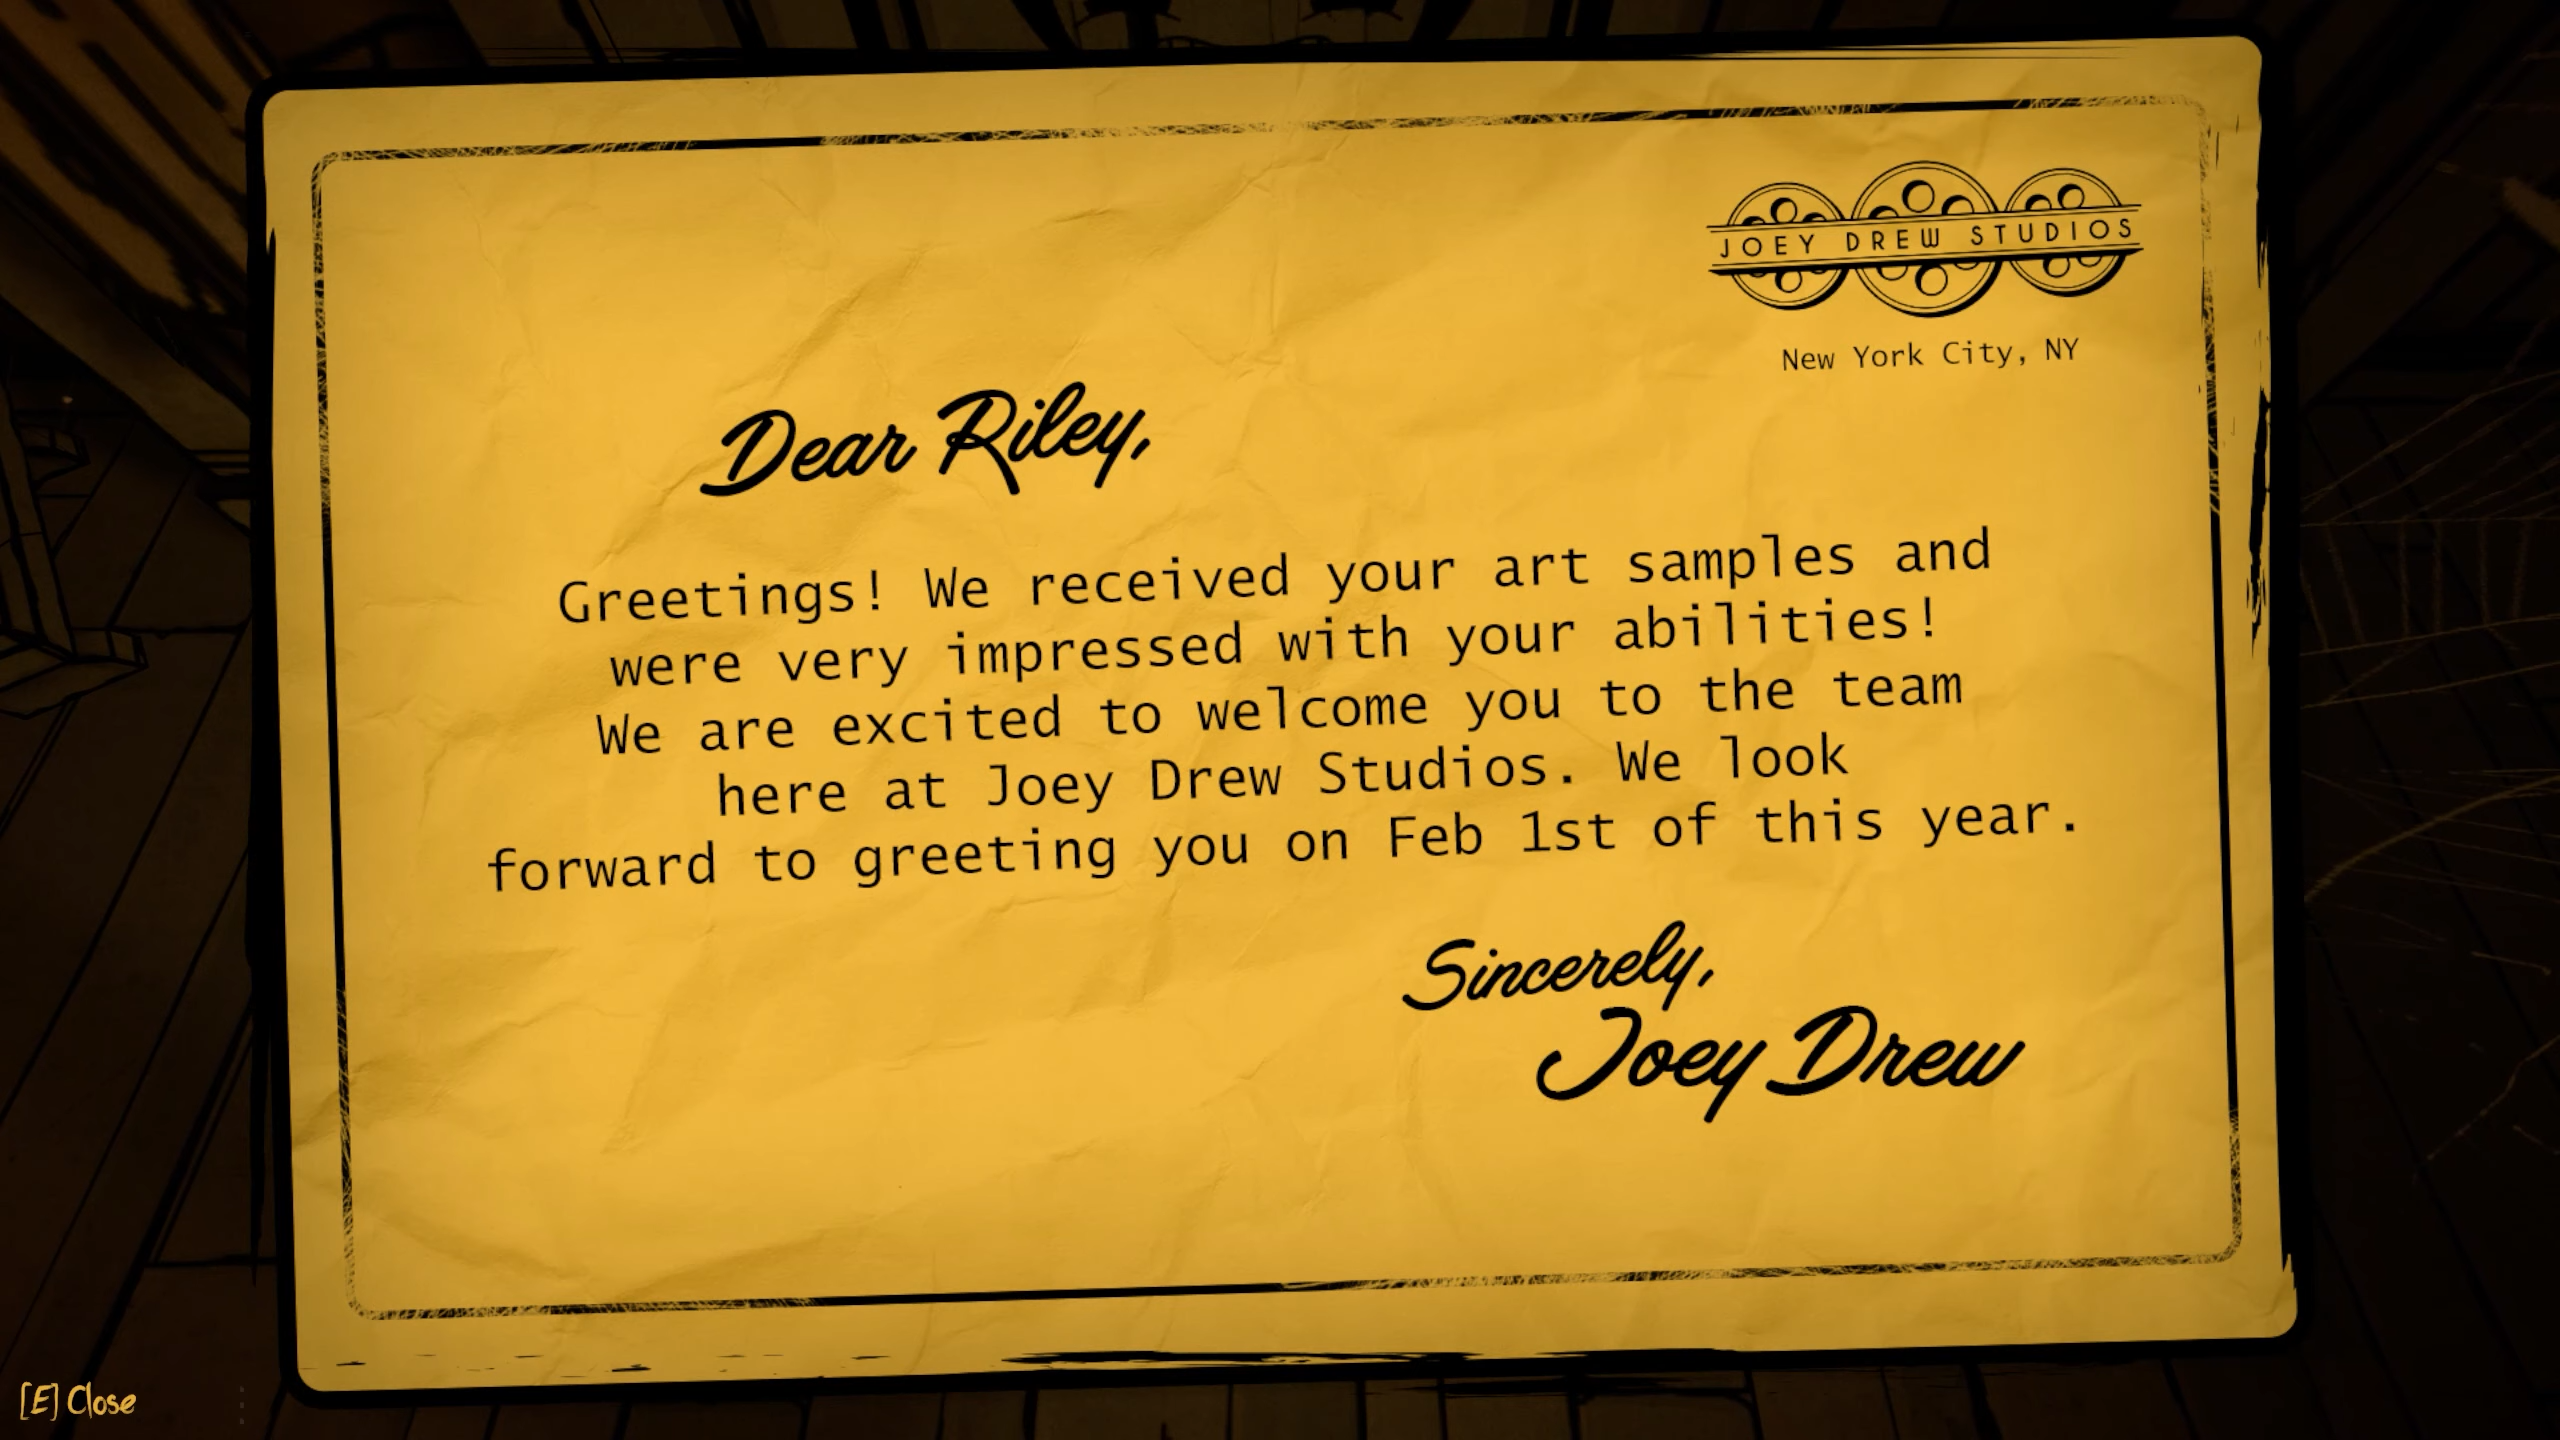 JOEY DREW STUDIOS
New York City, NY
Dear Riley,
Greetings! We received your art samples and
were very impressed with your abilities!
We are excited to welcome you to the team
here at Joey Drew Studios. We look
forward to greeting you on Feb 1st of this year.
Sincerely,
Joey Drew
[E] Close